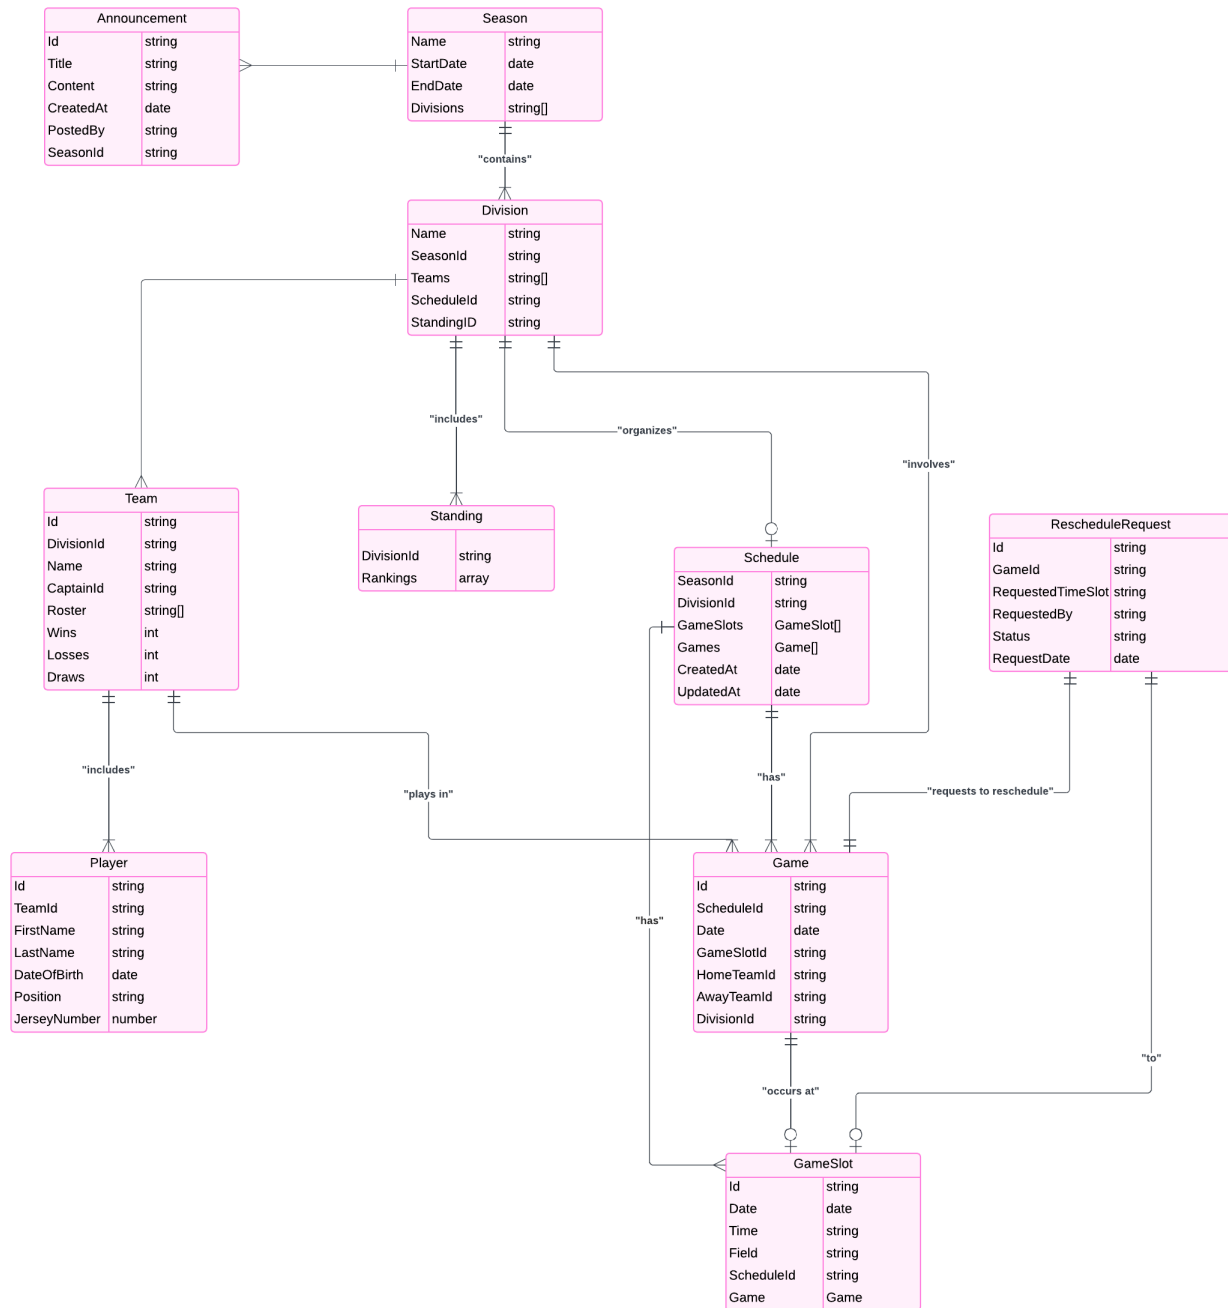 Announcement
Id string
Title string
Content string
CreatedAt date
PostedBy string
SeasonId string
Season
Name string
StartDate date
EndDate date
Divisions string[]
"contains"
Division
Name string
SeasonId string
Teams string[]
ScheduleId string
StandingID string
"includes"
"organizes"
"involves"
Team
Id string
DivisionId string
Name string
CaptainId string
Roster string[]
Wins int
Losses int
Draws int
Standing
DivisionId string
Rankings array
Schedule
SeasonId string
DivisionId string
GameSlots GameSlot[]
Games Game[]
CreatedAt date
UpdatedAt date
RescheduleRequest
Id string
GameId string
RequestedTimeSlot string
RequestedBy string
Status string
RequestDate date
"includes"
"plays in"
"has"
"requests to reschedule"
Player
Id string
TeamId string
FirstName string
LastName string
DateOfBirth date
Position string
JerseyNumber number
"has"
Game
Id string
ScheduleId string
Date date
GameSlotId string
HomeTeamId string
AwayTeamId string
DivisionId string
"occurs at"
"to"
GameSlot
Id string
Date date
Time string
Field string
ScheduleId string
Game Game